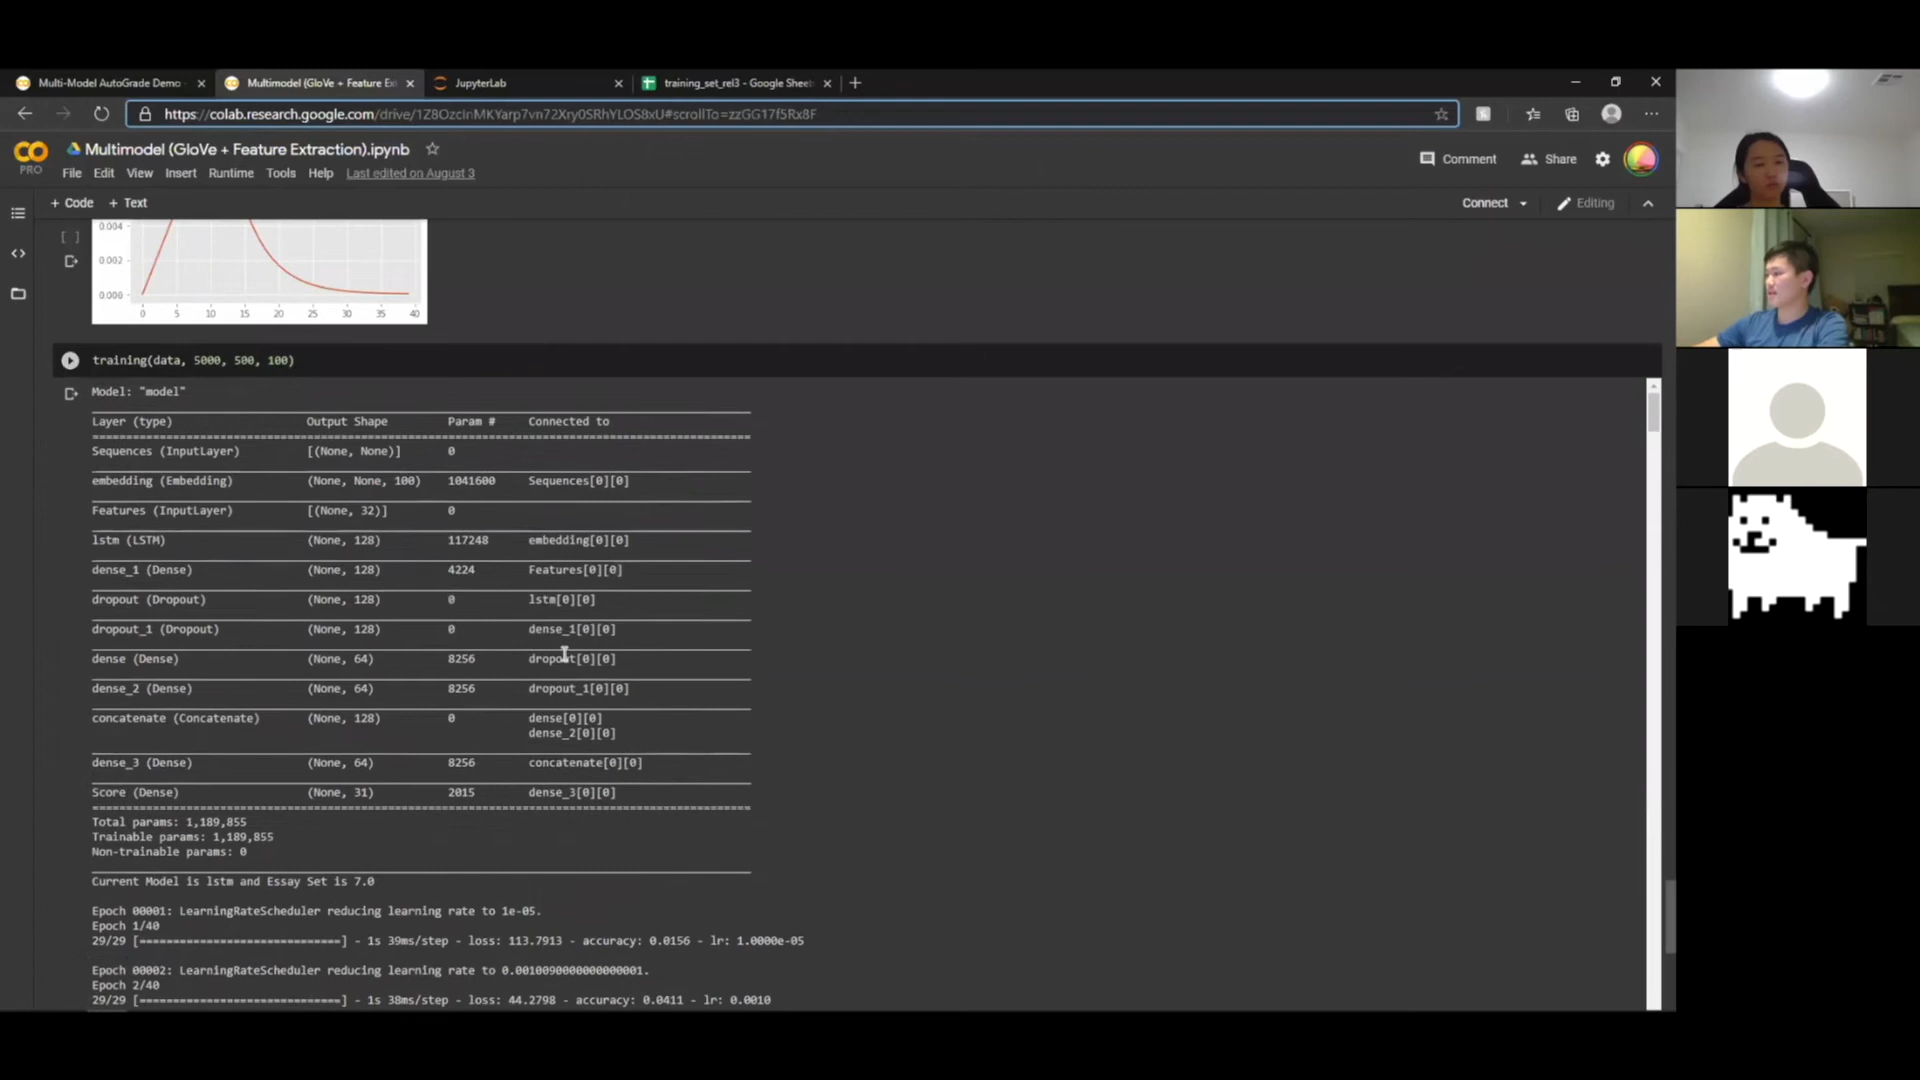 Multi-Model AutoGrade Demo
Multimodel (GloVe + Feature Ex
JupyterLab
training_set_rel3 - Google Sheet
https://colab.research.google.com/drive/1Z8OzcInMKYarp7vn72Xry0SRhYLOS8xU#scrollTo=zzGG17f5Rx8F
CO
PRO
Multimodel (GloVe + Feature Extraction).ipynb
Comment
Share
File
Edit
View
Insert
Runtime
Tools
Help
Last edited on August 3
+ Code
+ Text
Connect
Editing
[ ]
0.004
0.002
0.000
0 5 10 15 20 25 30 35 40
training(data, 5000, 500, 100)
Model: "model"
Layer (type) Output Shape Param # Connected to
==========================================================================================
Sequences (InputLayer) [(None, None)] 0
embedding (Embedding) (None, None, 100) 1041600 Sequences[0][0]
Features (InputLayer) [(None, 32)] 0
lstm (LSTM) (None, 128) 117248 embedding[0][0]
dense_1 (Dense) (None, 128) 4224 Features[0][0]
dropout (Dropout) (None, 128) 0 lstm[0][0]
dropout_1 (Dropout) (None, 128) 0 dense_1[0][0]
dense (Dense) (None, 64) 8256 dropout[0][0]
dense_2 (Dense) (None, 64) 8256 dropout_1[0][0]
concatenate (Concatenate) (None, 128) 0 dense[0][0]
dense_2[0][0]
dense_3 (Dense) (None, 64) 8256 concatenate[0][0]
Score (Dense) (None, 31) 2015 dense_3[0][0]
==========================================================================================
Total params: 1,189,855
Trainable params: 1,189,855
Non-trainable params: 0
Current Model is lstm and Essay Set is 7.0
Epoch 00001: LearningRateScheduler reducing learning rate to 1e-05.
Epoch 1/40
29/29 [==============================] - 1s 39ms/step - loss: 113.7913 - accuracy: 0.0156 - lr: 1.0000e-05
Epoch 00002: LearningRateScheduler reducing learning rate to 0.0010090000000000001.
Epoch 2/40
29/29 [==============================] - 1s 38ms/step - loss: 44.2798 - accuracy: 0.0411 - lr: 0.0010